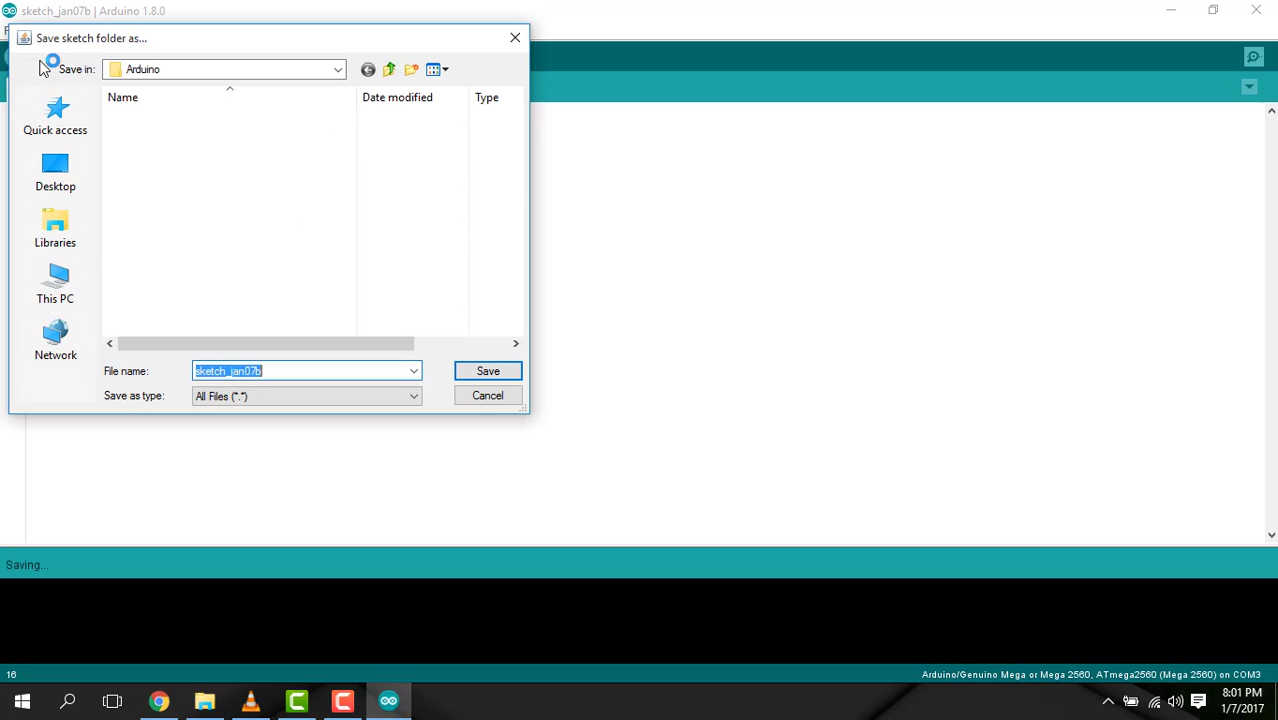 sketch_jan07b | Arduino 1.8.0
Save sketch folder as...
Save in:
Arduino
Name
Date modified
Type
Quick access
Desktop
Libraries
This PC
Network
File name:
sketch_jan07b
Save
Save as type:
All Files (*.*)
Cancel
Saving...
16
Arduino/Genuino Mega or Mega 2560, ATmega2560 (Mega 2560) on COM3
8:01 PM
1/7/2017